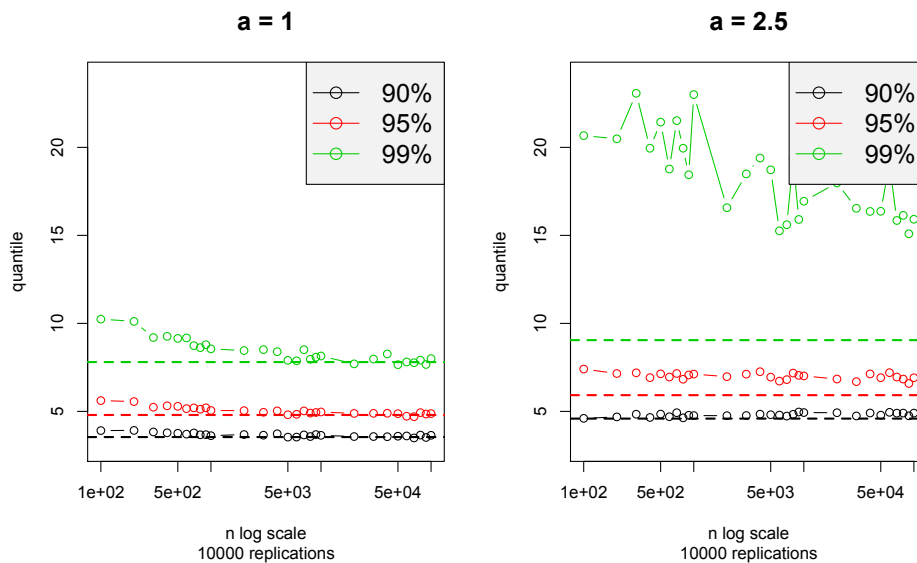 a = 1
90%
95%
99%
quantile
20
15
10
5
1e+02
5e+02
5e+03
5e+04
n log scale
10000 replications
a = 2.5
90%
95%
99%
quantile
20
15
10
5
1e+02
5e+02
5e+03
5e+04
n log scale
10000 replications